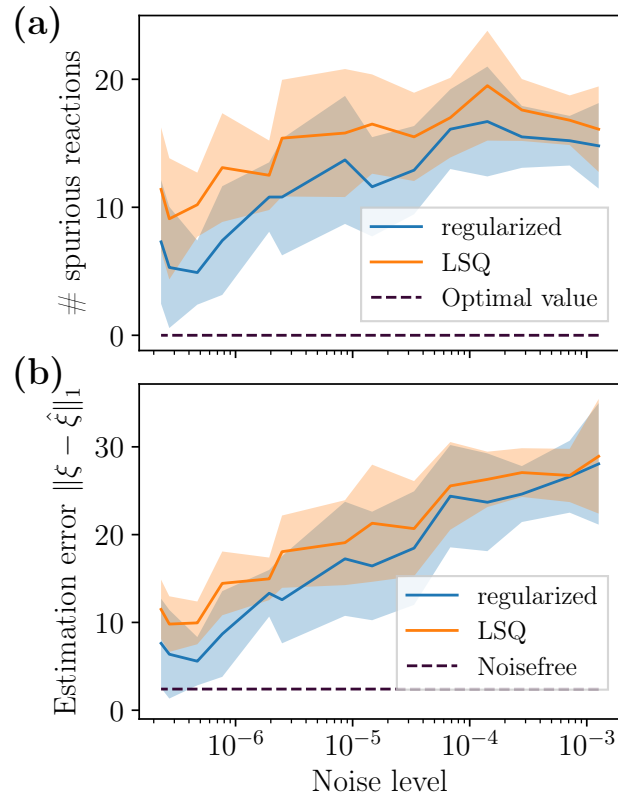 (a)
# spurious reactions
20
10
0
regularized
LSQ
Optimal value
(b)
Estimation error ‖ξ − ξ̂‖₁
30
20
10
0
regularized
LSQ
Noisefree
10⁻⁶
10⁻⁵
10⁻⁴
10⁻³
Noise level